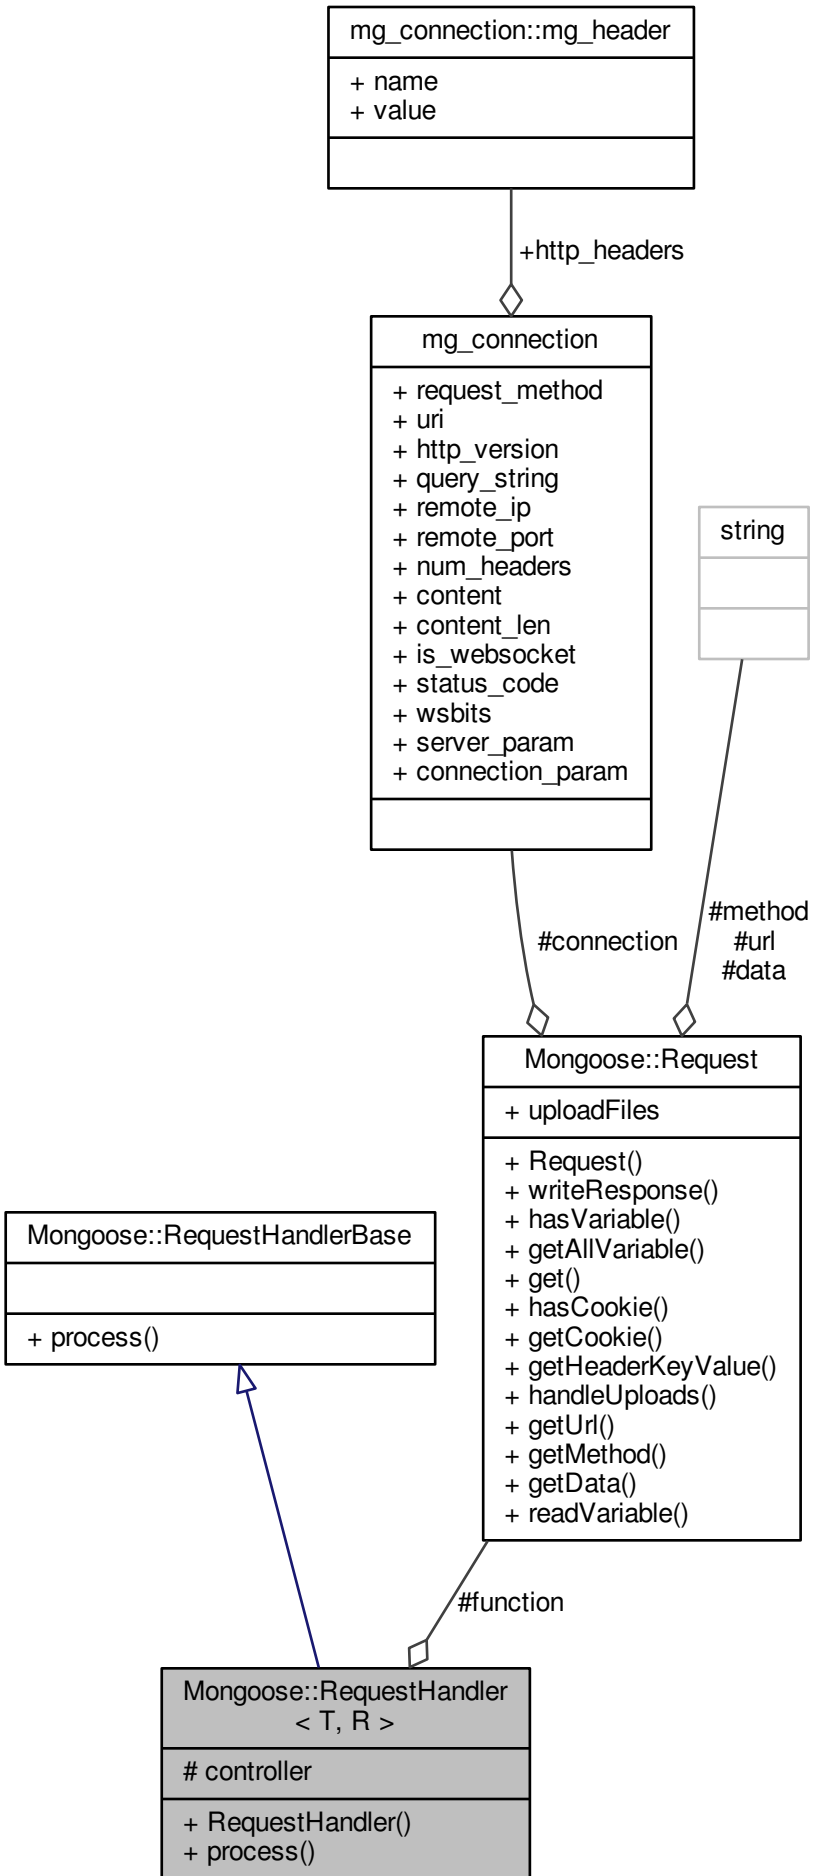 mg_connection::mg_header
+ name
+ value
+http_headers
mg_connection
+ request_method
+ uri
+ http_version
+ query_string
+ remote_ip
+ remote_port
+ num_headers
+ content
+ content_len
+ is_websocket
+ status_code
+ wsbits
+ server_param
+ connection_param
string
#method
#url
#data
#connection
Mongoose::Request
+ uploadFiles
+ Request()
+ writeResponse()
+ hasVariable()
+ getAllVariable()
+ get()
+ hasCookie()
+ getCookie()
+ getHeaderKeyValue()
+ handleUploads()
+ getUrl()
+ getMethod()
+ getData()
+ readVariable()
Mongoose::RequestHandlerBase
+ process()
#function
Mongoose::RequestHandler
< T, R >
# controller
+ RequestHandler()
+ process()